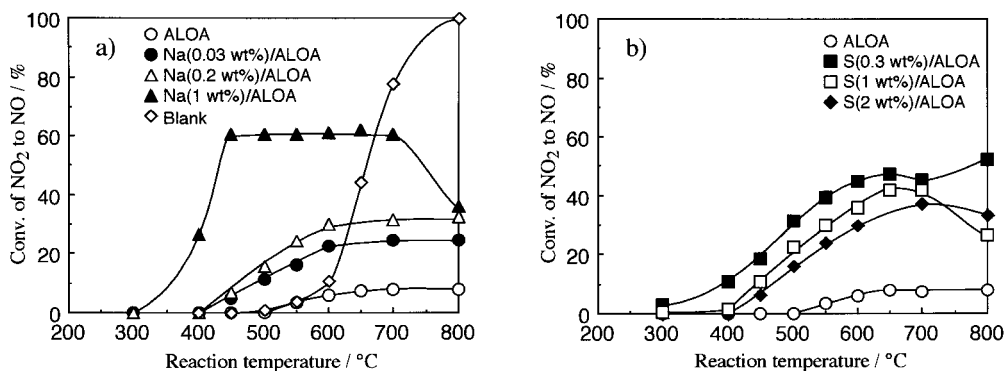 a)
ALOA
Na(0.03 wt%)/ALOA
Na(0.2 wt%)/ALOA
Na(1 wt%)/ALOA
Blank
Conv. of NO2 to NO / %
100
80
60
40
20
0
200 300 400 500 600 700 800
Reaction temperature / °C
b)
ALOA
S(0.3 wt%)/ALOA
S(1 wt%)/ALOA
S(2 wt%)/ALOA
Conv. of NO2 to NO / %
100
80
60
40
20
0
200 300 400 500 600 700 800
Reaction temperature / °C